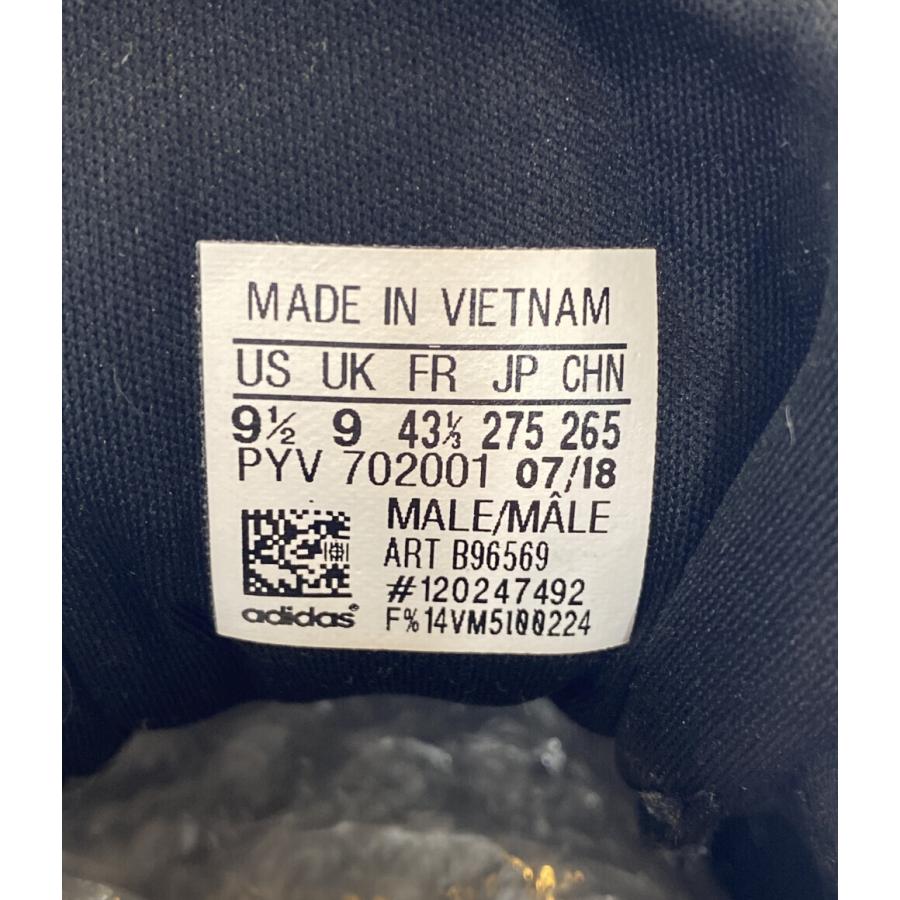 MADE IN VIETNAM
US UK FR JP CHN
9½ 9 43⅓ 275 265
PYV 702001 07/18
MALE/MÂLE
ART B96569
#120247492
adidas®
F% 14VM5100224